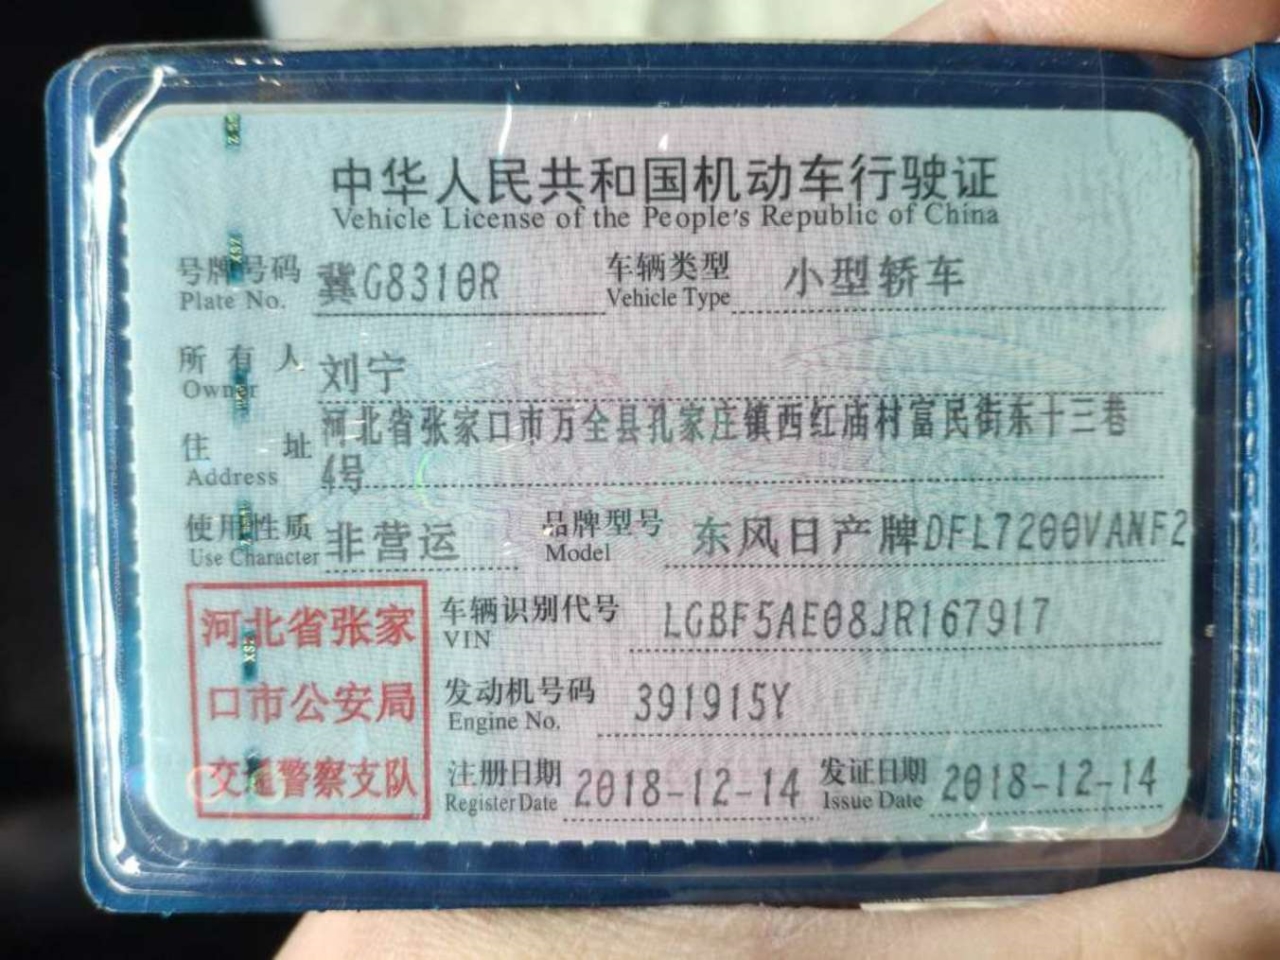 中华人民共和国机动车行驶证
Vehicle License of the People's Republic of China
号牌号码 冀G8310R 车辆类型 小型轿车
Plate No. Vehicle Type
所有人 刘宁
Owner
住址 河北省张家口市万全县孔家庄镇西红庙村富民街东十三巷
Address 4号
使用性质 非营运 品牌型号 东风日产牌DFL7200VANF2
Use Character Model
河北省张家
口市公安局
交通警察支队
车辆识别代号 LGBF5AE08JR167917
VIN
发动机号码 391915Y
Engine No.
注册日期 2018-12-14 发证日期 2018-12-14
Register Date Issue Date